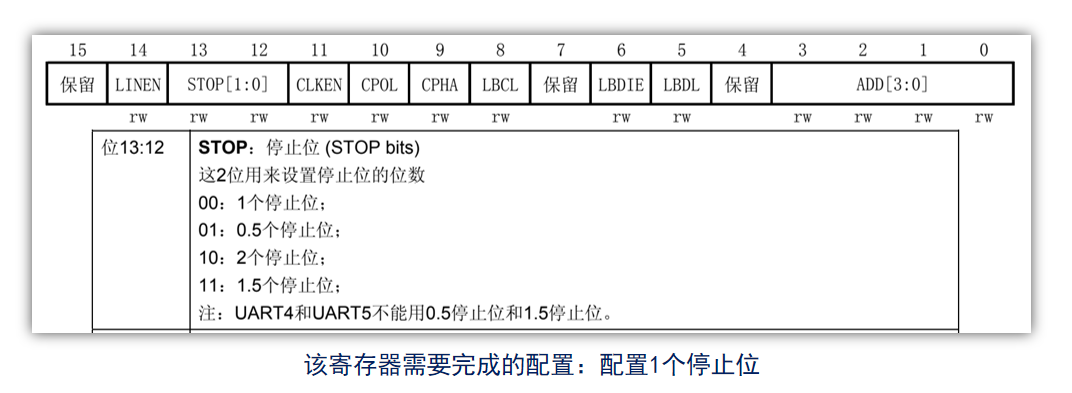 15 14 13 12 11 10 9 8 7 6 5 4 3 2 1 0
保留 LINEN STOP[1:0] CLKEN CPOL CPHA LBCL 保留 LBDIE LBDL 保留 ADD[3:0]
rw rw rw rw rw rw rw rw rw rw rw rw rw
位13:12 STOP：停止位 (STOP bits)
这2位用来设置停止位的位数
00：1个停止位；
01：0.5个停止位；
10：2个停止位；
11：1.5个停止位；
注：UART4和UART5不能用0.5停止位和1.5停止位。
该寄存器需要完成的配置：配置1个停止位